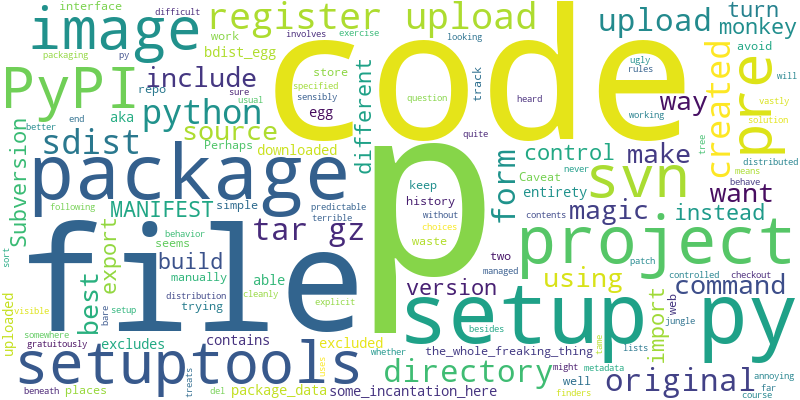 image
register
upload
code
upload
turn
monkey
interface
involves
exercise
difficult
work
looking
packaging
py
bdist_egg
PyPI
include
store
usual
specified
sensibly
different
track
ugly
rules
avoid
pre
created
way
repo
sure
egg
heard
question
working
will
vastly
solution
python
aka
end
better
source
Perhaps
downloaded
quite
never
tree
distributed
means
behave
sdist
Subversion
package
p
form
control
make
Caveat
entirety
svn
want
keep
history
without
choices
contents
MANIFEST
simple
predictable
terrible
following
magic
instead
tar gz
project
export
seems
behavior
two
managed
patch
controlled
checkout
file
build
able
manually
trying
visible
distribution
cleanly
explicit
version
using
command
best
setup py
import
web
jungle
uploaded
sort
setup
bare
gratuitously
somewhere
contains
excludes
excluded
whether
the_whole_freaking_thing
besides
lists
annoying
setuptools
directory
might
well
metadata
tame
far
course
original
beneath
places
treats
del
package_data
uses
some_incantation_here
finders